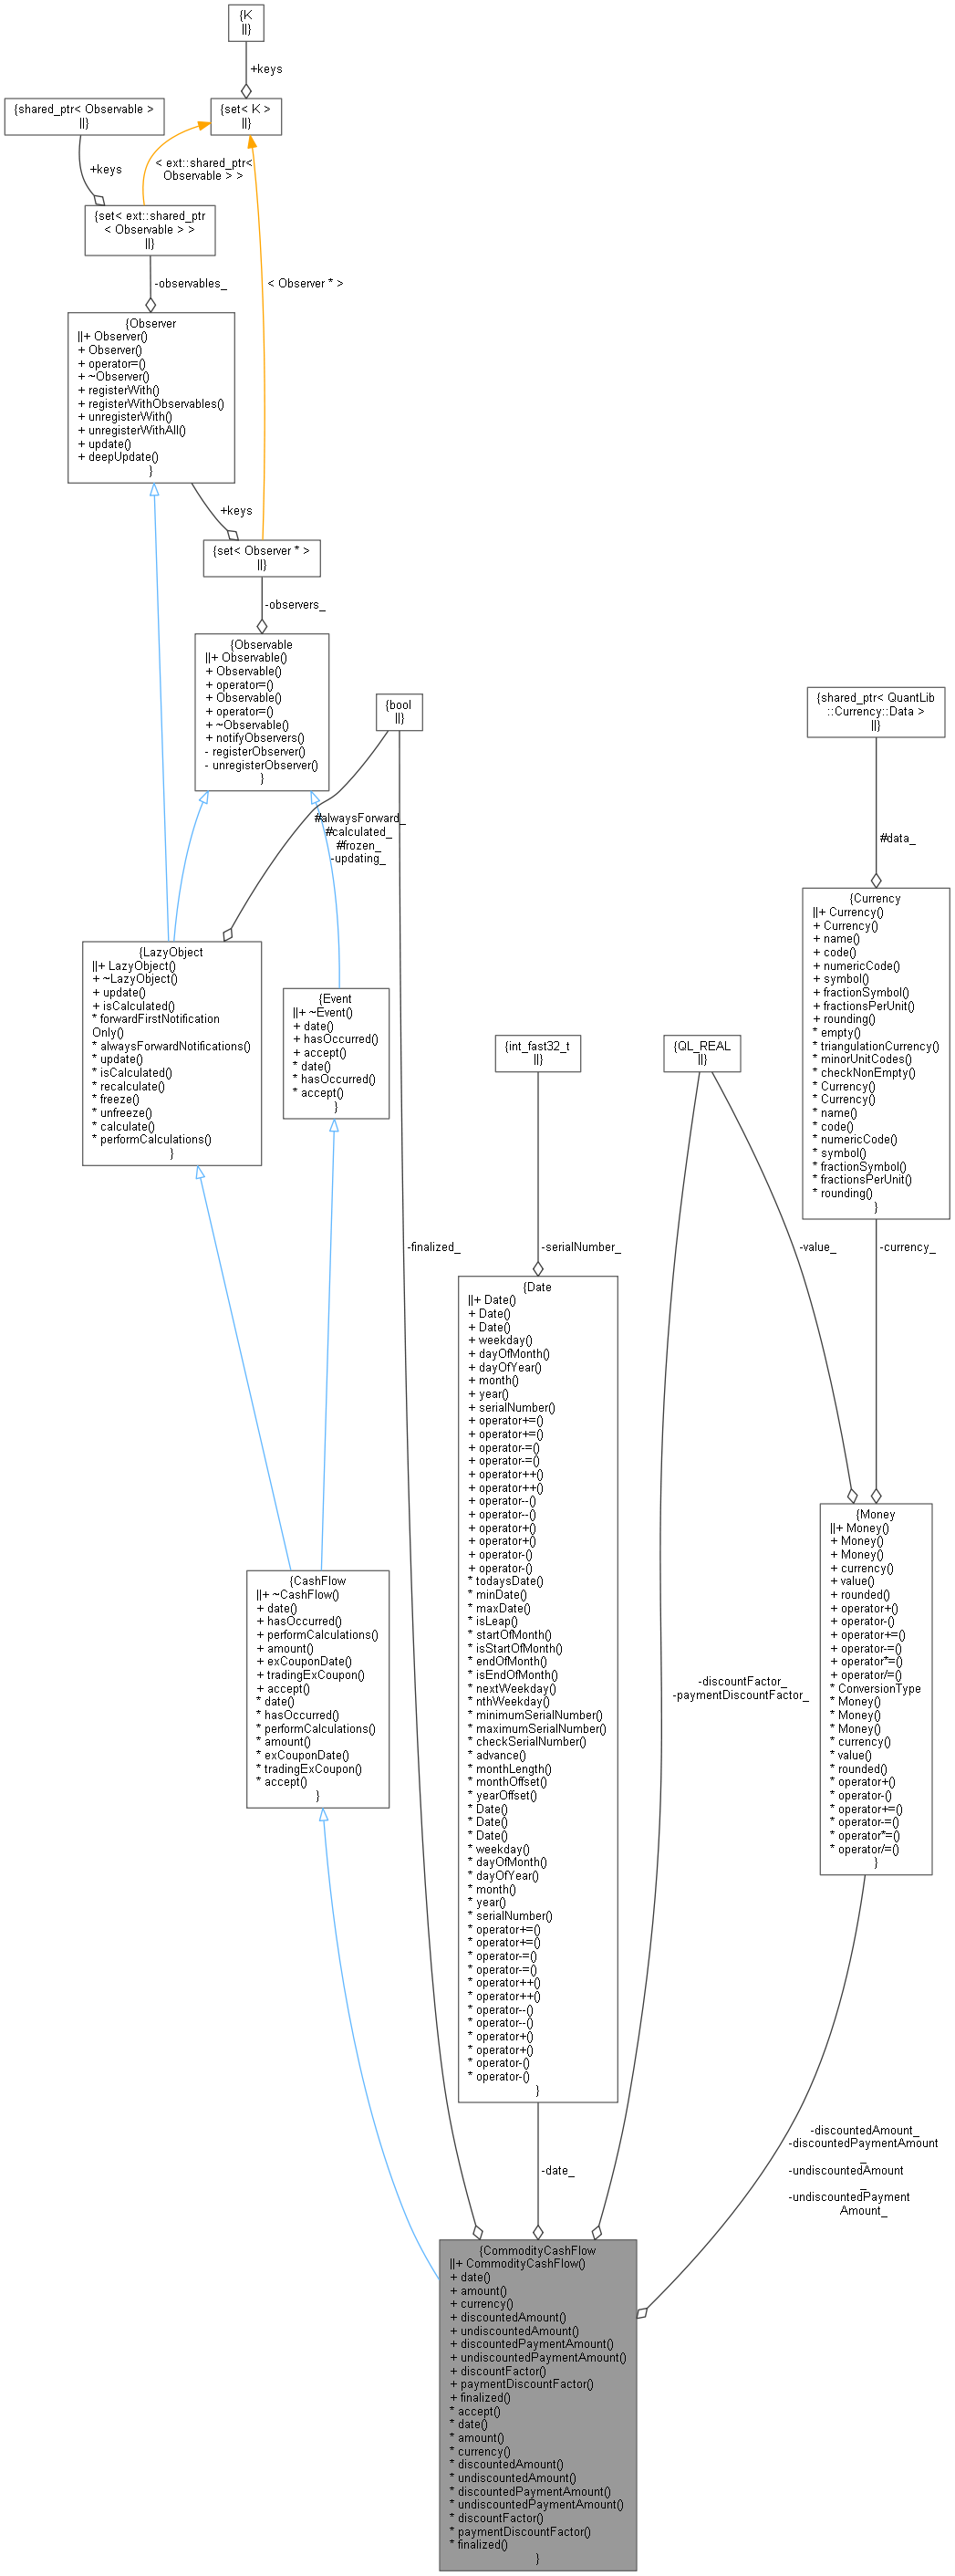 {K
||}
+keys
{shared_ptr< Observable >
||}
{set< K >
||}
+keys
< ext::shared_ptr<
Observable > >
{set< ext::shared_ptr
< Observable > >
||}
-observables_
< Observer * >
{Observer
||+ Observer()
+ Observer()
+ operator=()
+ ~Observer()
+ registerWith()
+ registerWithObservables()
+ unregisterWith()
+ unregisterWithAll()
+ update()
+ deepUpdate()
}
+keys
{set< Observer * >
||}
-observers_
{Observable
||+ Observable()
+ Observable()
+ operator=()
+ Observable()
+ operator=()
+ ~Observable()
+ notifyObservers()
- registerObserver()
- unregisterObserver()
}
{bool
||}
{shared_ptr< QuantLib
::Currency::Data >
||}
#alwaysForward_
#calculated_
#frozen_
-updating_
#data_
{LazyObject
||+ LazyObject()
+ ~LazyObject()
+ update()
+ isCalculated()
* forwardFirstNotification
Only()
* alwaysForwardNotifications()
* update()
* isCalculated()
* recalculate()
* freeze()
* unfreeze()
* calculate()
* performCalculations()
}
{Event
||+ ~Event()
+ date()
+ hasOccurred()
+ accept()
* date()
* hasOccurred()
* accept()
}
{int_fast32_t
||}
{QL_REAL
||}
{Currency
||+ Currency()
+ Currency()
+ name()
+ code()
+ numericCode()
+ symbol()
+ fractionSymbol()
+ fractionsPerUnit()
+ rounding()
* empty()
* triangulationCurrency()
* minorUnitCodes()
* checkNonEmpty()
* Currency()
* Currency()
* name()
* code()
* numericCode()
* symbol()
* fractionSymbol()
* fractionsPerUnit()
* rounding()
}
-finalized_
-serialNumber_
-value_
-currency_
{Date
||+ Date()
+ Date()
+ Date()
+ weekday()
+ dayOfMonth()
+ dayOfYear()
+ month()
+ year()
+ serialNumber()
+ operator+=()
+ operator+=()
+ operator-=()
+ operator-=()
+ operator++()
+ operator++()
+ operator--()
+ operator--()
+ operator+()
+ operator+()
+ operator-()
+ operator-()
* todaysDate()
* minDate()
* maxDate()
* isLeap()
* startOfMonth()
* isStartOfMonth()
* endOfMonth()
* isEndOfMonth()
* nextWeekday()
* nthWeekday()
* minimumSerialNumber()
* maximumSerialNumber()
* checkSerialNumber()
* advance()
* monthLength()
* monthOffset()
* yearOffset()
* Date()
* Date()
* Date()
* weekday()
* dayOfMonth()
* dayOfYear()
* month()
* year()
* serialNumber()
* operator+=()
* operator+=()
* operator-=()
* operator-=()
* operator++()
* operator++()
* operator--()
* operator--()
* operator+()
* operator+()
* operator-()
* operator-()
}
{Money
||+ Money()
+ Money()
+ Money()
+ currency()
+ value()
+ rounded()
+ operator+()
+ operator-()
+ operator+=()
+ operator-=()
+ operator*=()
+ operator/=()
* ConversionType
* Money()
* Money()
* Money()
* currency()
* value()
* rounded()
* operator+()
* operator-()
* operator+=()
* operator-=()
* operator*=()
* operator/=()
}
{CashFlow
||+ ~CashFlow()
+ date()
+ hasOccurred()
+ performCalculations()
+ amount()
+ exCouponDate()
+ tradingExCoupon()
+ accept()
* date()
* hasOccurred()
* performCalculations()
* amount()
* exCouponDate()
* tradingExCoupon()
* accept()
}
-discountFactor_
-paymentDiscountFactor_
-date_
-discountedAmount_
-discountedPaymentAmount
_
-undiscountedAmount
_
-undiscountedPayment
Amount_
{CommodityCashFlow
||+ CommodityCashFlow()
+ date()
+ amount()
+ currency()
+ discountedAmount()
+ undiscountedAmount()
+ discountedPaymentAmount()
+ undiscountedPaymentAmount()
+ discountFactor()
+ paymentDiscountFactor()
+ finalized()
* accept()
* date()
* amount()
* currency()
* discountedAmount()
* undiscountedAmount()
* discountedPaymentAmount()
* undiscountedPaymentAmount()
* discountFactor()
* paymentDiscountFactor()
* finalized()
}